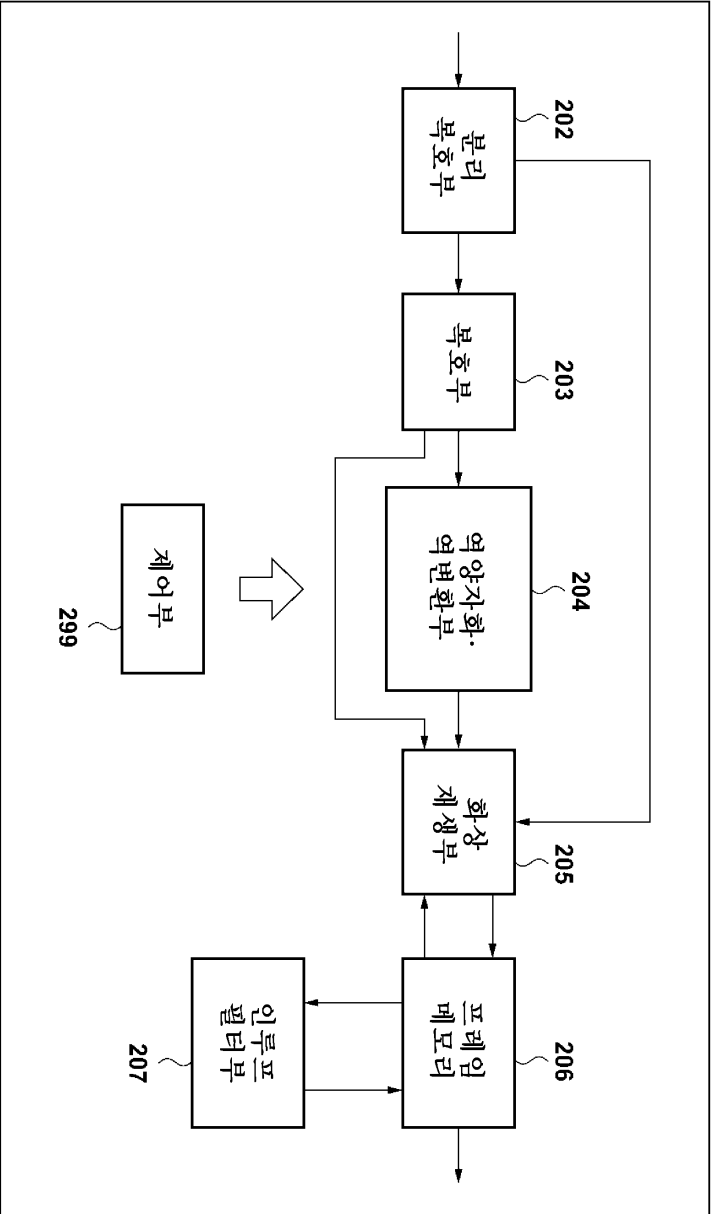 202
분리
복호부
203
복호부
204
역양자화·
역변환부
205
화상
재생부
206
프레임
메모리
207
인루프
필터부
299
제어부